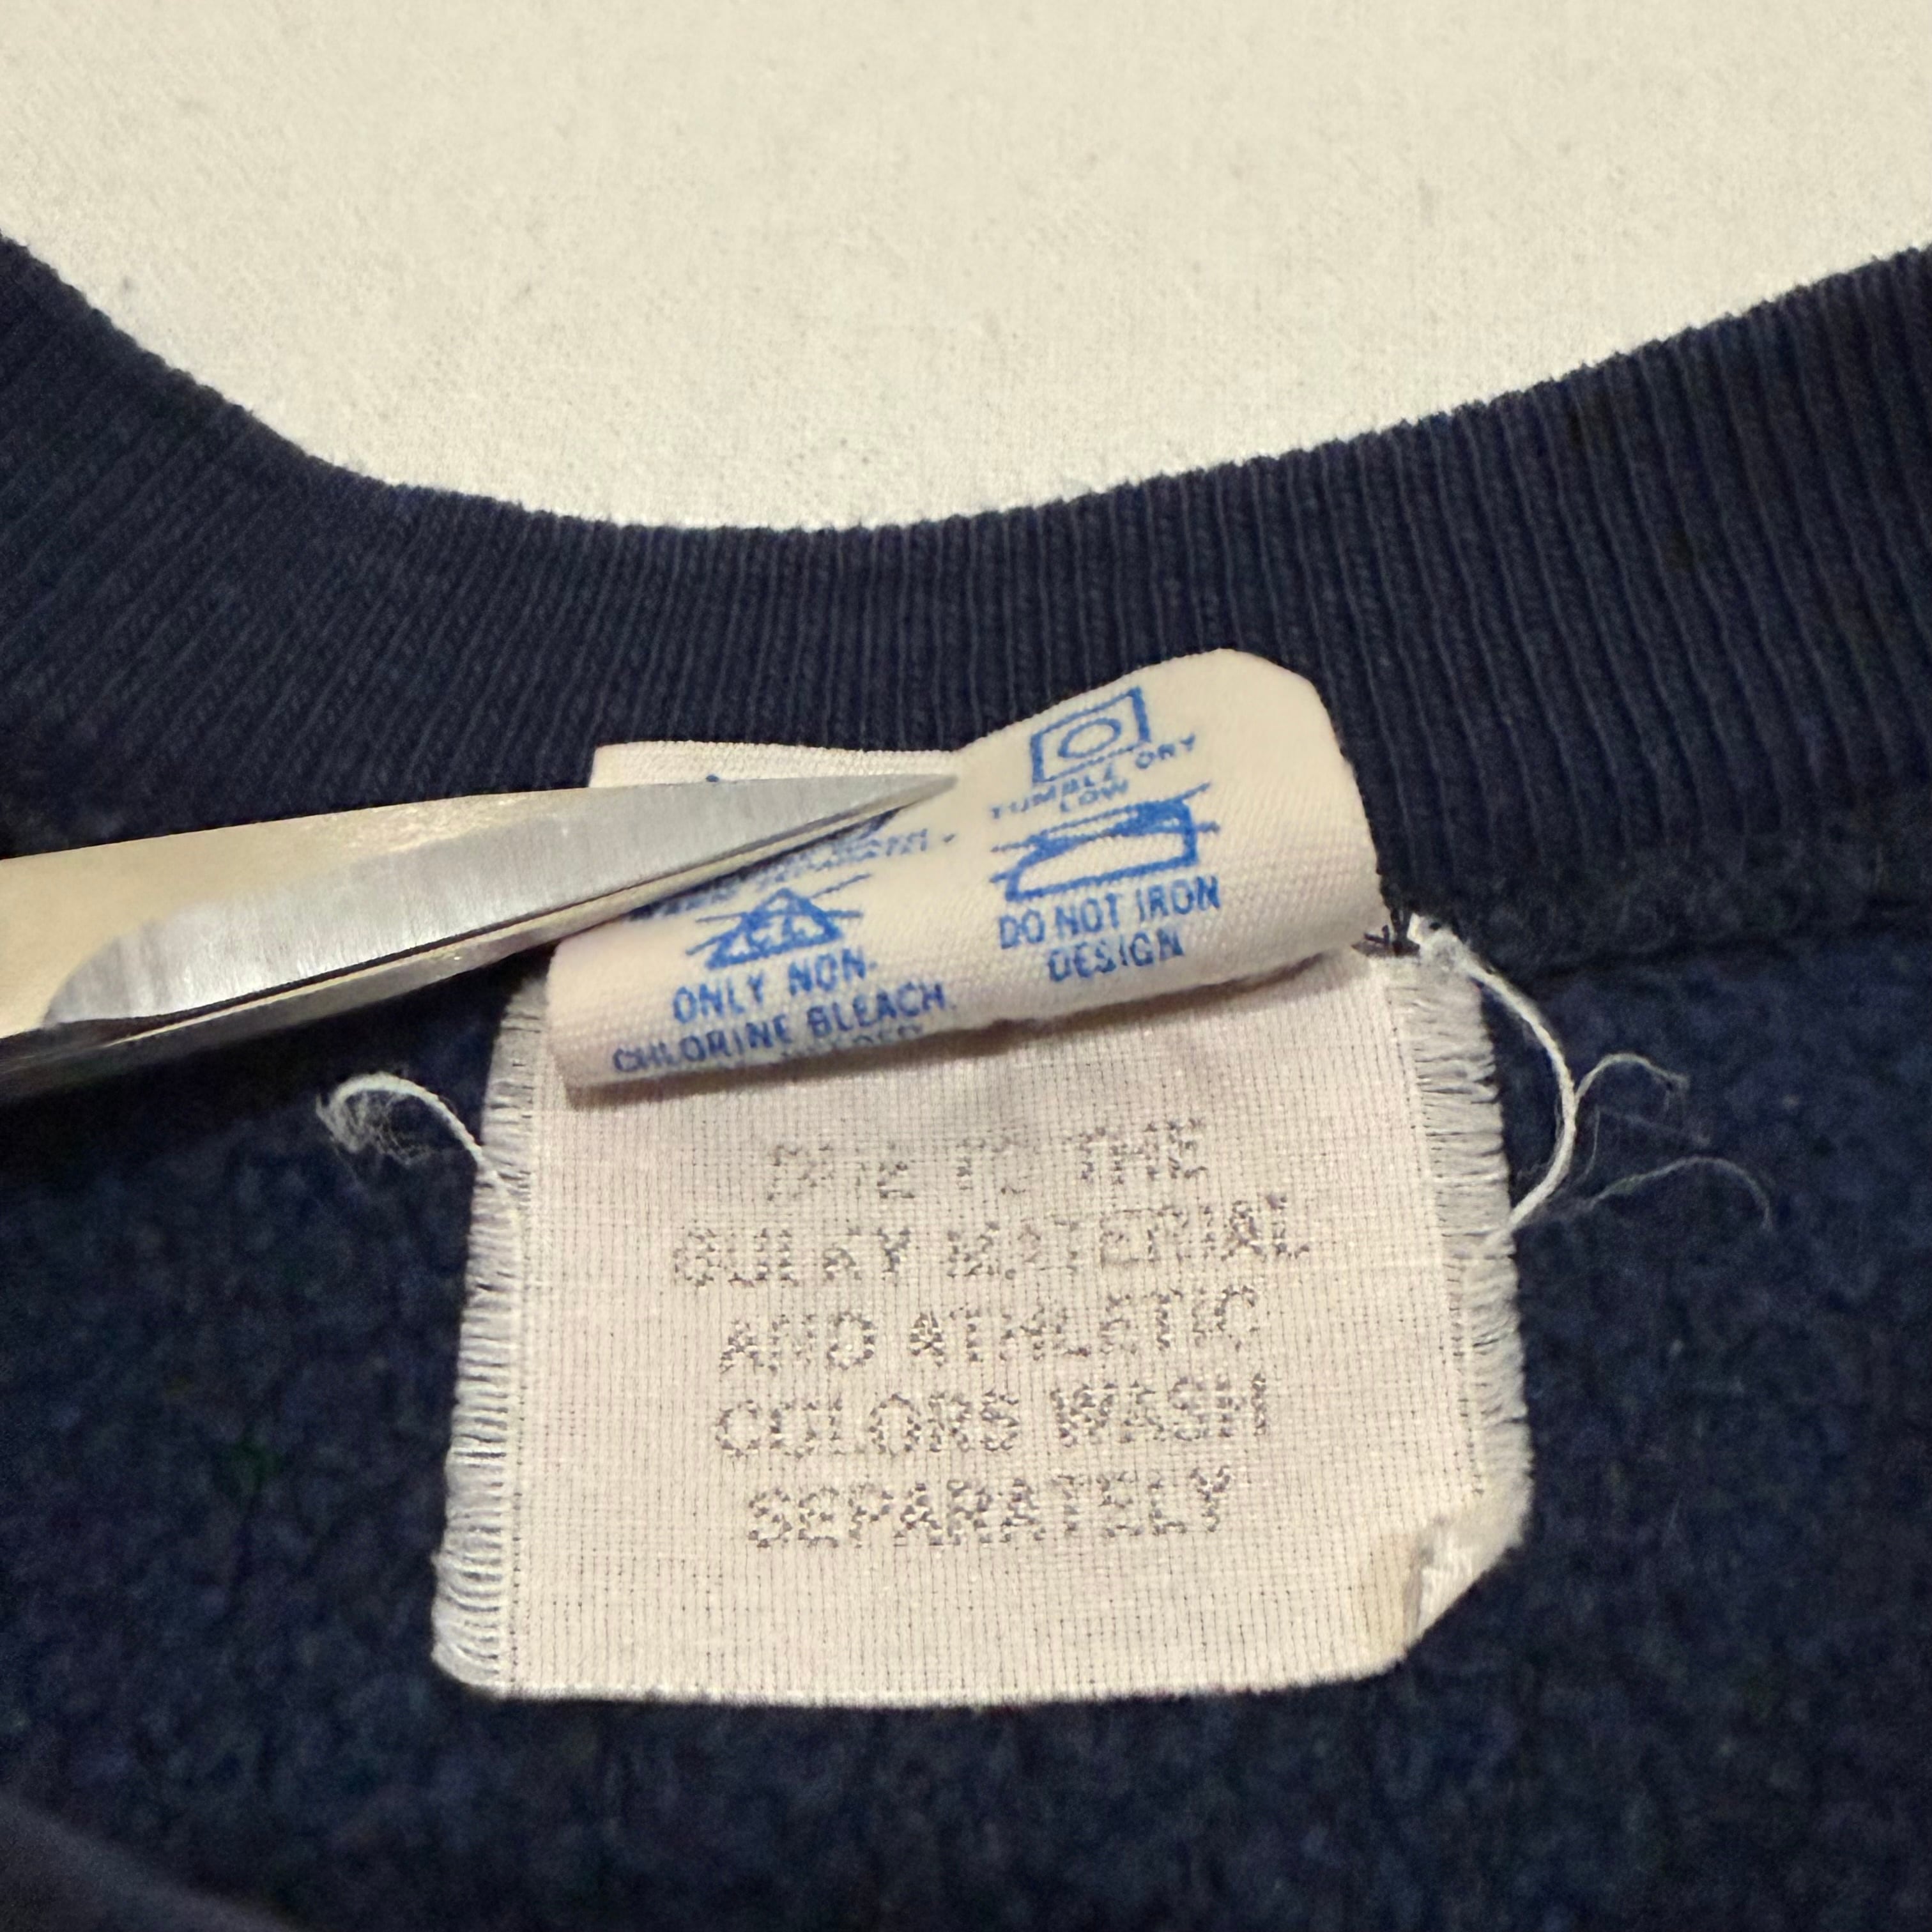 TUMBLE DRY
LOW
DO NOT IRON
DESIGN
ONLY NON-
CHLORINE BLEACH
DUE TO THE
BULKY MATERIAL
AND ATHLETIC
COLORS WASH
SEPARATELY